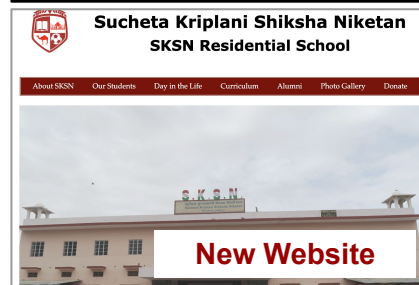 Sucheta Kriplani Shiksha Niketan
SKSN Residential School
About SKSN Our Students Day in the Life Curriculum Alumni Photo Gallery Donate
S.K.S.N
New Website